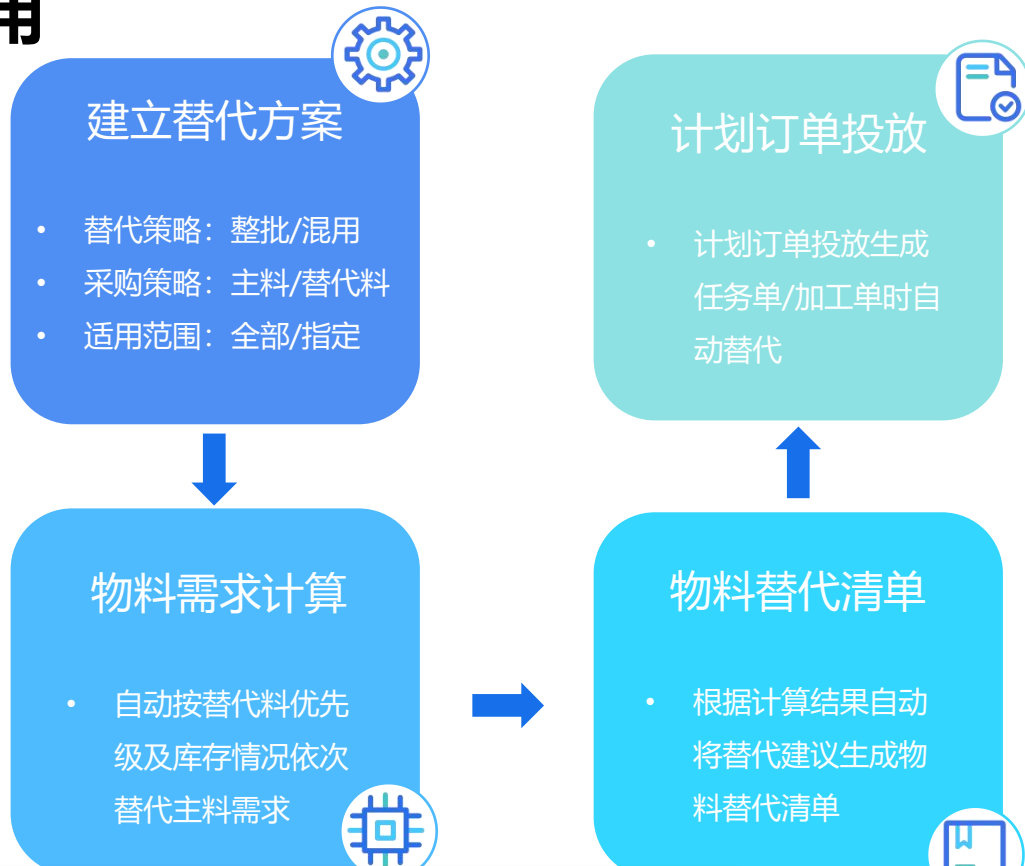 用
建立替代方案
• 替代策略：整批/混用
• 采购策略：主料/替代料
• 适用范围：全部/指定
物料需求计算
• 自动按替代料优先
级及库存情况依次
替代主料需求
物料替代清单
• 根据计算结果自动
将替代建议生成物
料替代清单
计划订单投放
• 计划订单投放生成
任务单/加工单时自
动替代